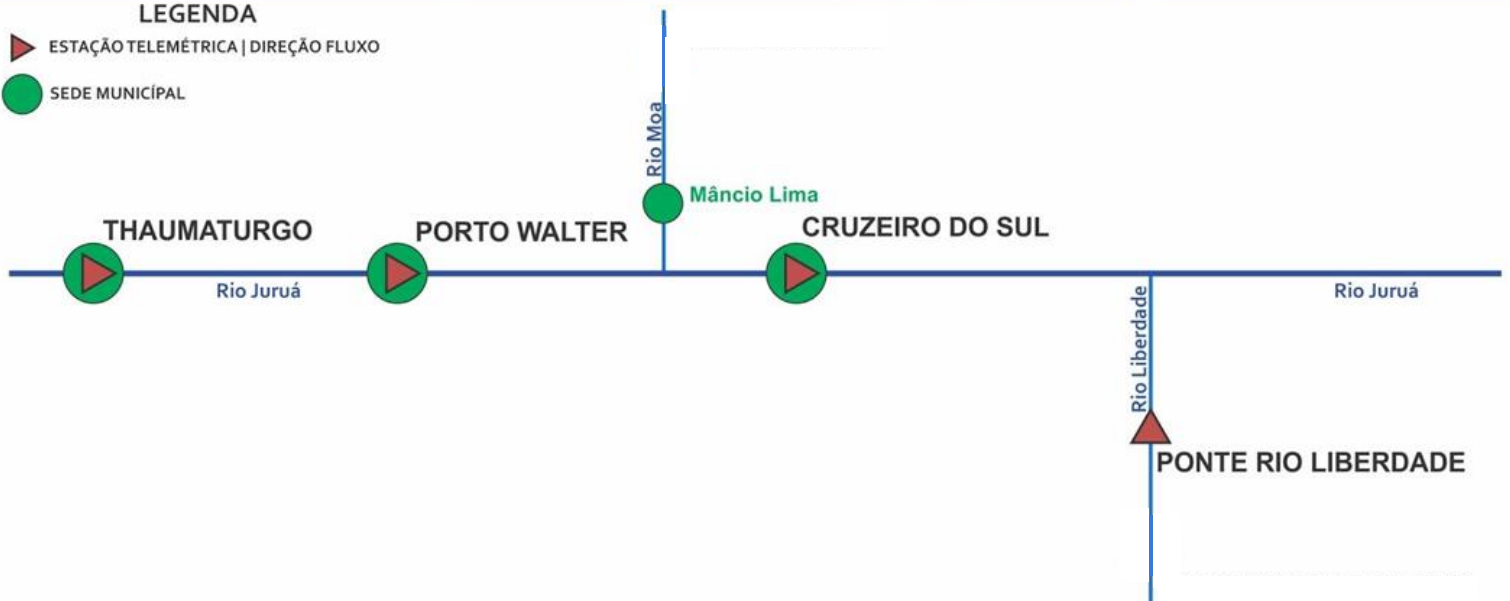 LEGENDA
ESTAÇÃO TELEMÉTRICA | DIREÇÃO FLUXO
SEDE MUNICÍPAL
Rio Moa
Mâncio Lima
THAUMATURGO
PORTO WALTER
CRUZEIRO DO SUL
Rio Juruá
Rio Juruá
Rio Liberdade
PONTE RIO LIBERDADE